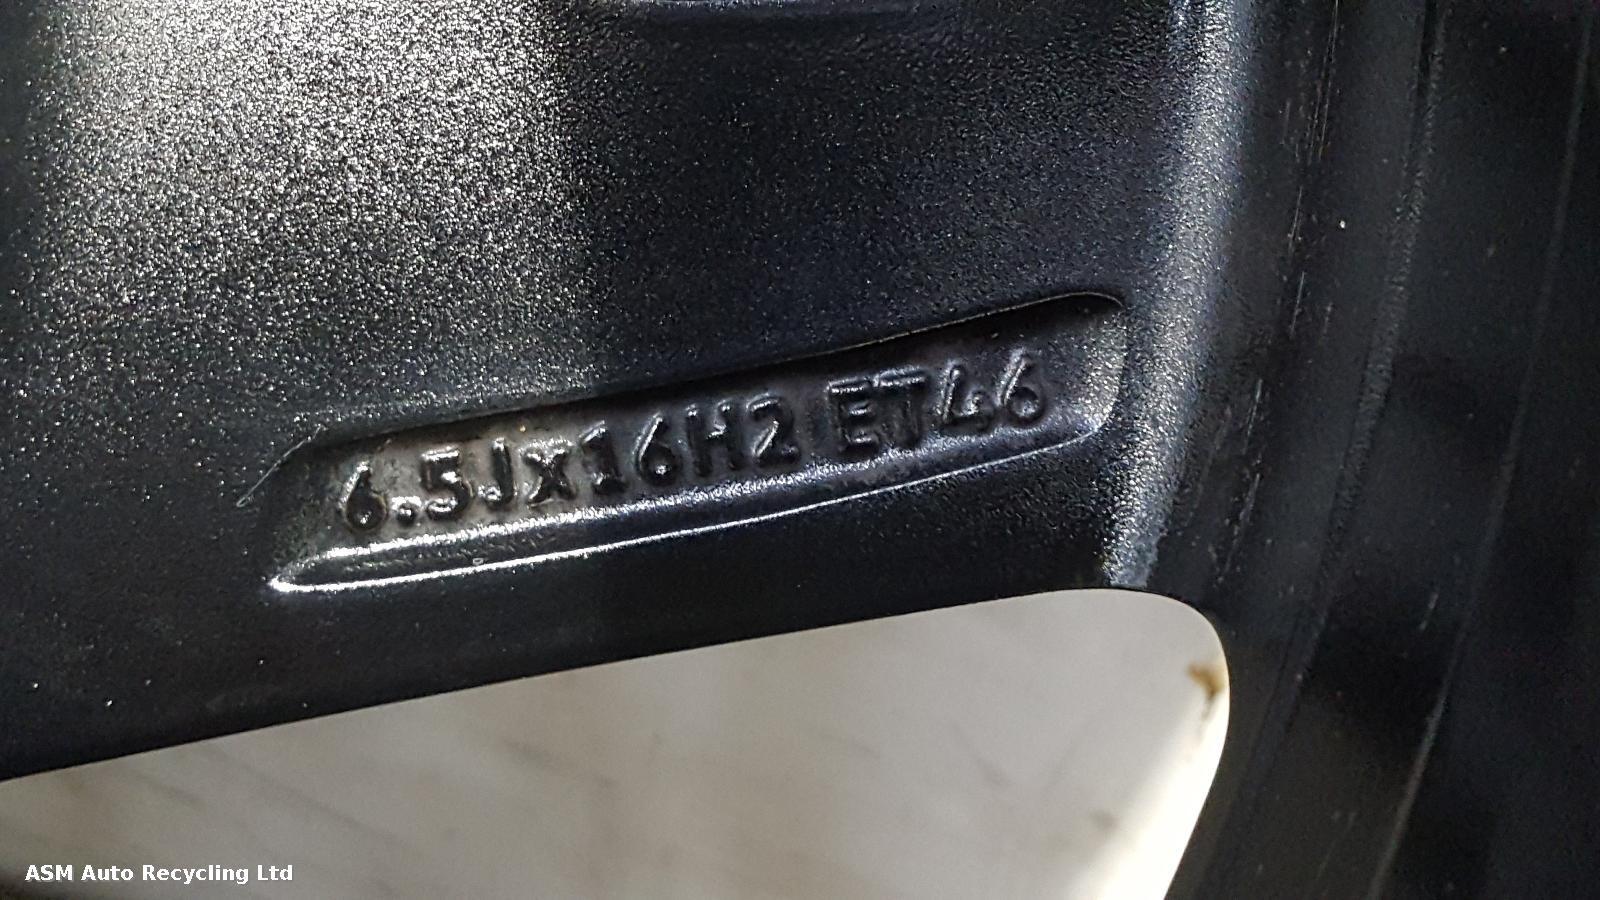 6.5Jx16H2 ET46
ASM Auto Recycling Ltd